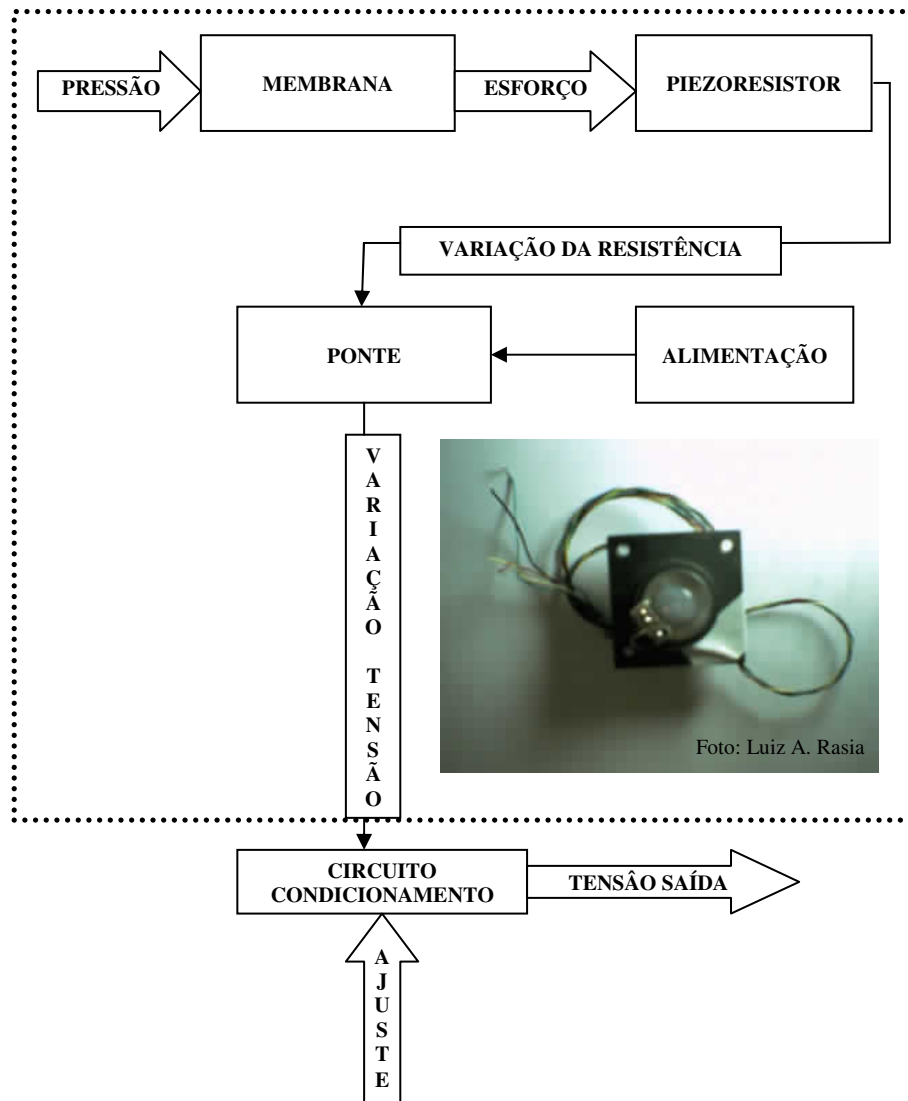 PRESSÃO
MEMBRANA
ESFORÇO
PIEZORESISTOR
VARIAÇÃO DA RESISTÊNCIA
PONTE
ALIMENTAÇÃO
VARIAÇÃO TENSÃO
Foto: Luiz A. Rasia
CIRCUITO
CONDICIONAMENTO
TENSÂO SAÍDA
AJUSTE